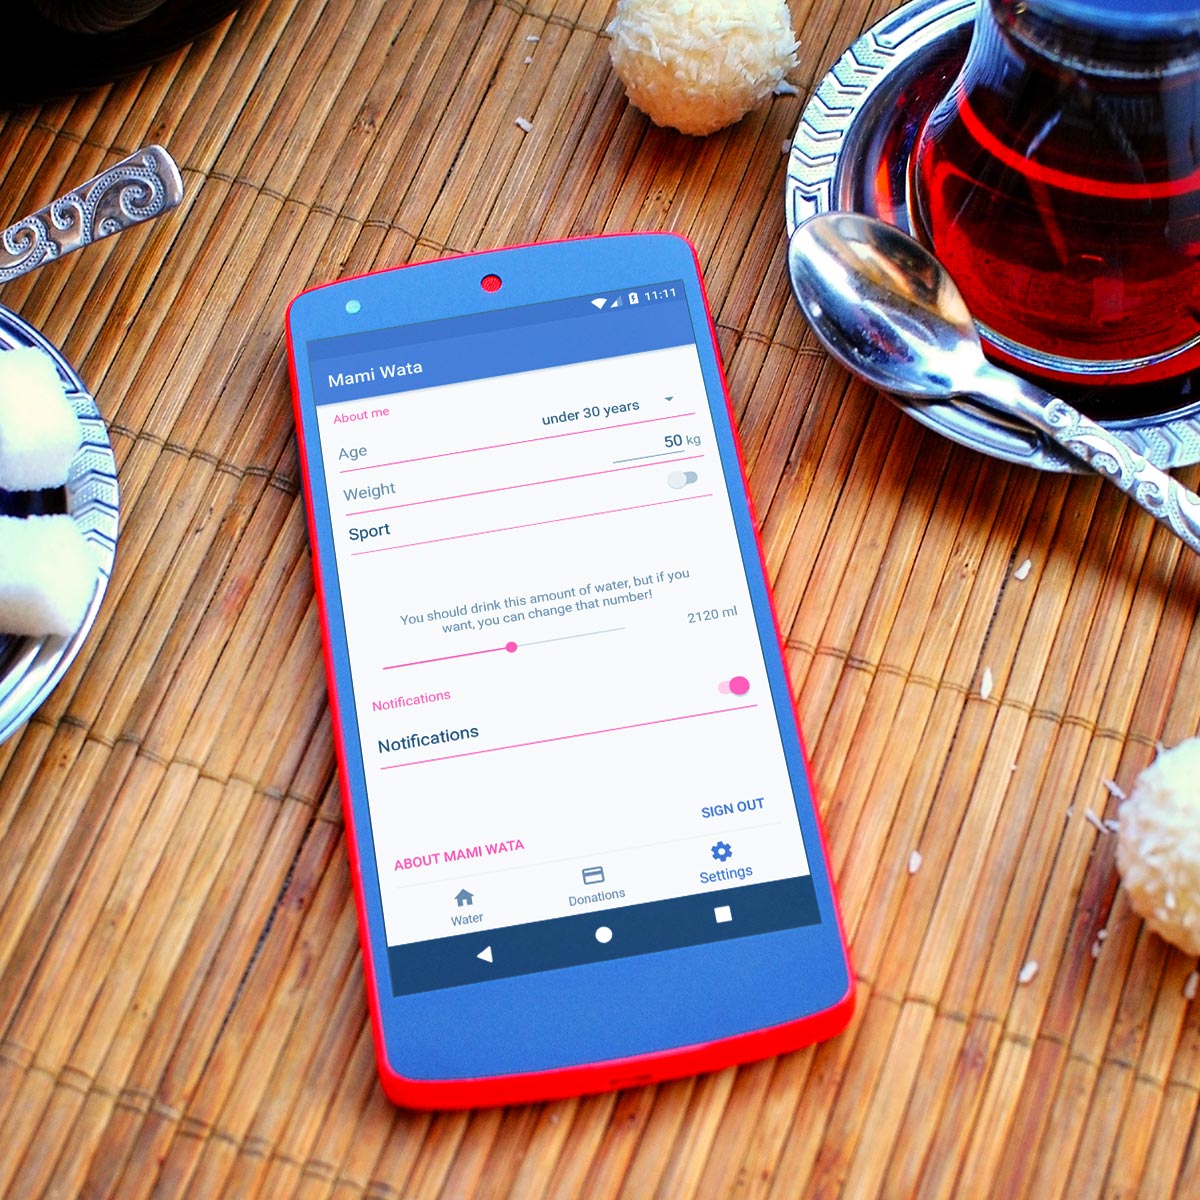 11:11
Mami Wata
About me
Age under 30 years
Weight 50 kg
Sport
You should drink this amount of water, but if you
want, you can change that number!
2120 ml
Notifications
Notifications
SIGN OUT
ABOUT MAMI WATA
Water Donations Settings